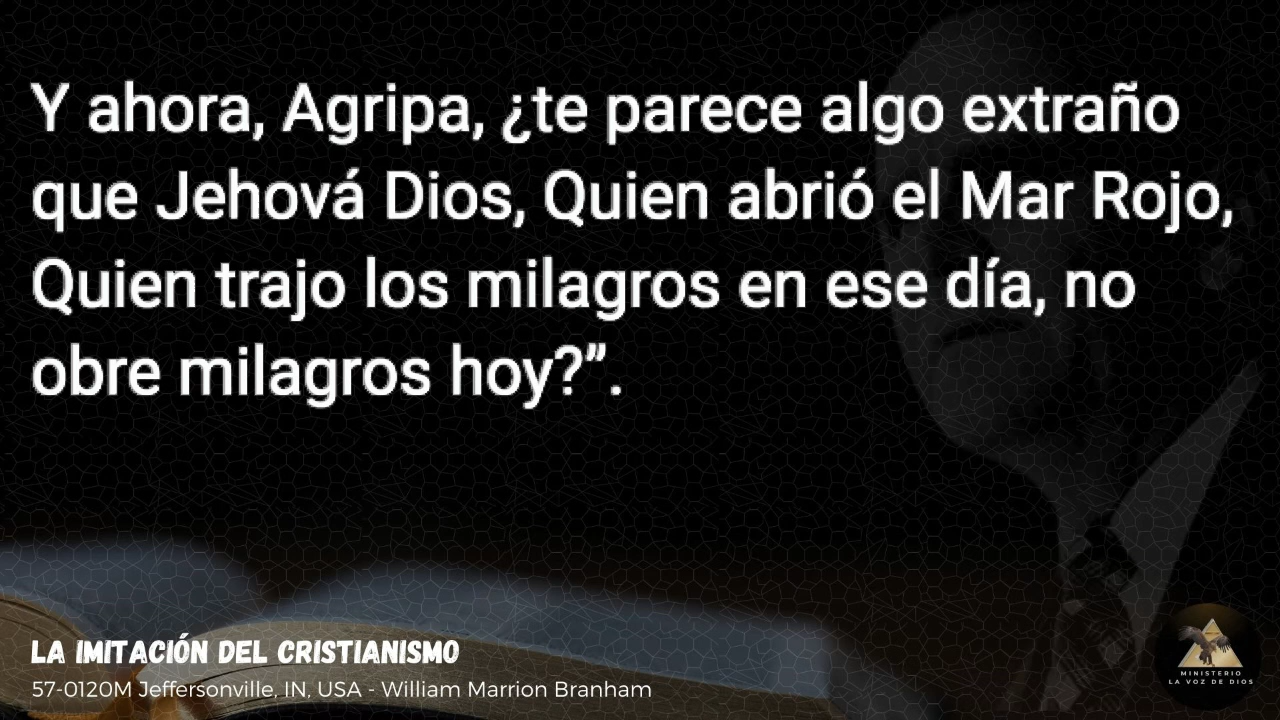 Y ahora, Agripa, ¿te parece algo extraño
que Jehová Dios, Quien abrió el Mar Rojo,
Quien trajo los milagros en ese día, no
obre milagros hoy?”.
LA IMITACIÓN DEL CRISTIANISMO
57-0120M Jeffersonville, IN, USA - William Marrion Branham
MINISTERIO
LA VOZ DE DIOS